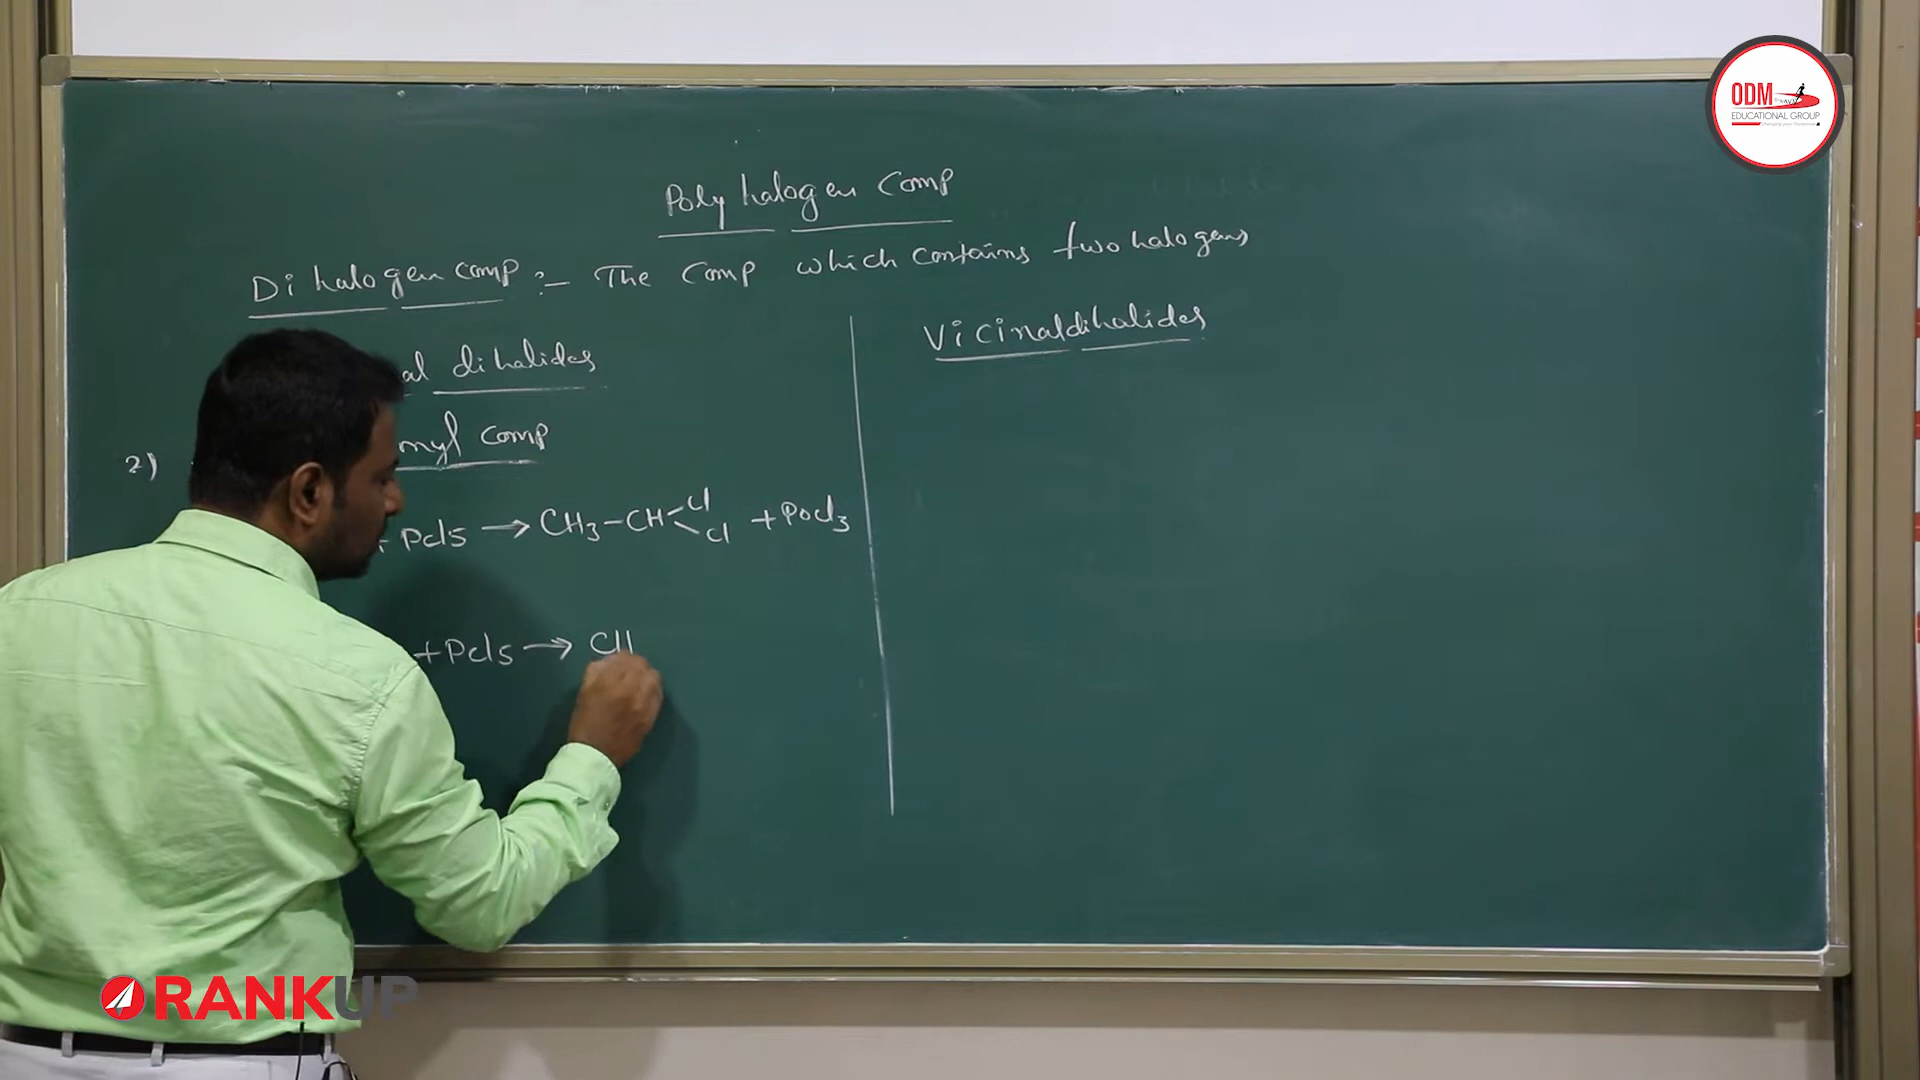 Poly halogen comp
Di halogen comp :- The comp which contains two halogens
al dihalides
Vicinaldihalides
2)
nyl comp
+ PCl5 → CH3-CH Cl Cl + POCl3
+PCl5 → CH
ODM
EDUCATIONAL GROUP
RANKUP